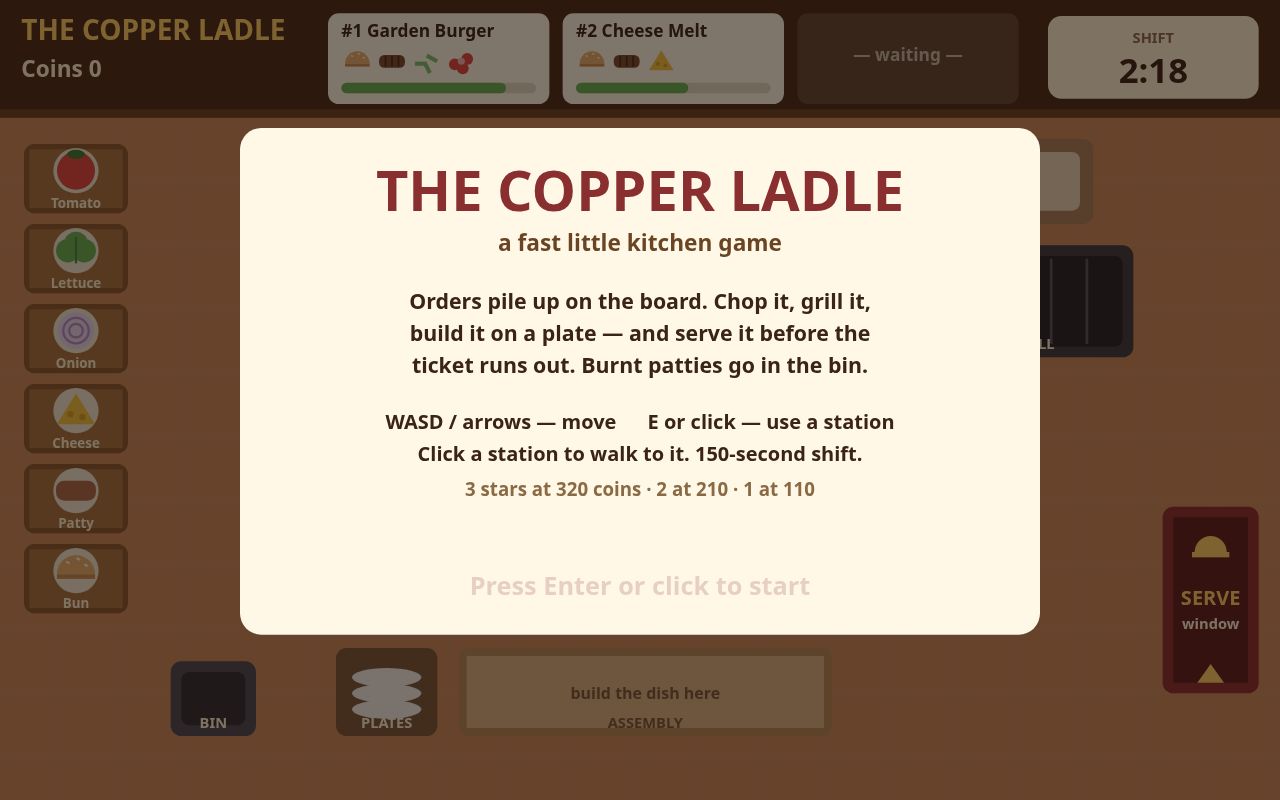 THE COPPER LADLE
Coins 0
#1 Garden Burger
#2 Cheese Melt
— waiting —
SHIFT
2:18
Tomato
Lettuce
Onion
Cheese
Patty
Bun
THE COPPER LADLE
a fast little kitchen game
Orders pile up on the board. Chop it, grill it,
build it on a plate — and serve it before the
ticket runs out. Burnt patties go in the bin.
WASD / arrows — move E or click — use a station
Click a station to walk to it. 150-second shift.
3 stars at 320 coins · 2 at 210 · 1 at 110
Press Enter or click to start
LL
SERVE
window
BIN
PLATES
build the dish here
ASSEMBLY